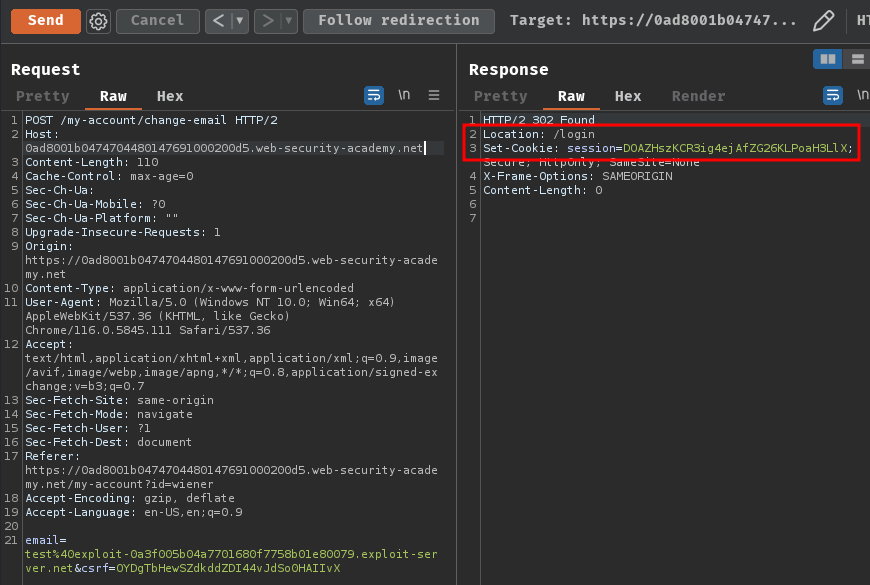 Send Cancel < ▼ > ▼ Follow redirection Target: https://0ad8001b04747... HT
Request
Pretty Raw Hex \n
1 POST /my-account/change-email HTTP/2
2 Host:
0ad8001b0474704480147691000200d5.web-security-academy.net
3 Content-Length: 110
4 Cache-Control: max-age=0
5 Sec-Ch-Ua:
6 Sec-Ch-Ua-Mobile: ?0
7 Sec-Ch-Ua-Platform: ""
8 Upgrade-Insecure-Requests: 1
9 Origin:
https://0ad8001b0474704480147691000200d5.web-security-acade
my.net
10 Content-Type: application/x-www-form-urlencoded
11 User-Agent: Mozilla/5.0 (Windows NT 10.0; Win64; x64)
AppleWebKit/537.36 (KHTML, like Gecko)
Chrome/116.0.5845.111 Safari/537.36
12 Accept:
text/html,application/xhtml+xml,application/xml;q=0.9,image
/avif,image/webp,image/apng,*/*;q=0.8,application/signed-ex
change;v=b3;q=0.7
13 Sec-Fetch-Site: same-origin
14 Sec-Fetch-Mode: navigate
15 Sec-Fetch-User: ?1
16 Sec-Fetch-Dest: document
17 Referer:
https://0ad8001b0474704480147691000200d5.web-security-acade
my.net/my-account?id=wiener
18 Accept-Encoding: gzip, deflate
19 Accept-Language: en-US,en;q=0.9
20
21 email=
test%40exploit-0a3f005b04a7701680f7758b01e80079.exploit-ser
ver.net&csrf=OYDgTbHewSZdkddZDI44vJdSo0HAIIvX
Response
Pretty Raw Hex Render \n
1 HTTP/2 302 Found
2 Location: /login
3 Set-Cookie: session=DOAZHszKCR3ig4ejAfZG26KLPoaH3LlX;
Secure; HttpOnly; SameSite=None
4 X-Frame-Options: SAMEORIGIN
5 Content-Length: 0
6
7